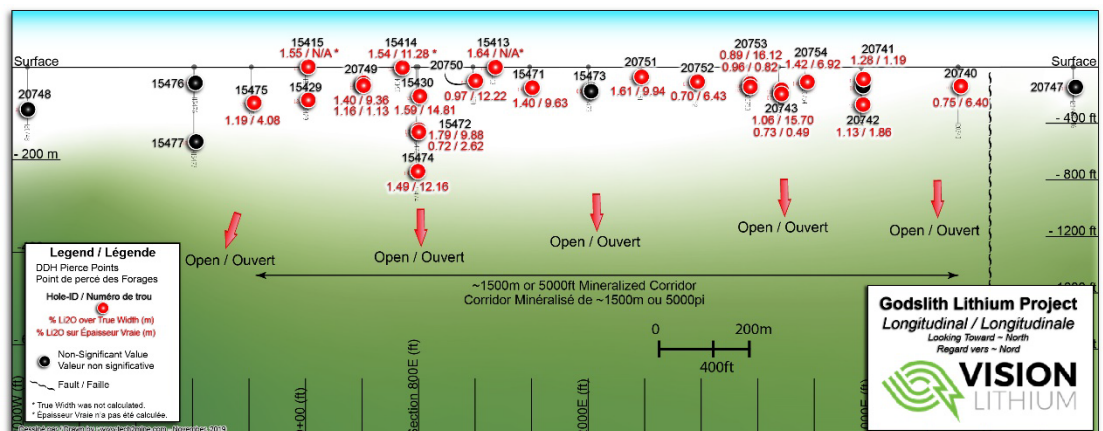 15415
1.55 / N/A *
15414
1.54 / 11.28 *
15413
1.64 / N/A*
20753
0.89 / 16.12
0.96 / 0.82
20754
1.42 / 6.92
20741
1.28 / 1.19
Surface
Surface
20748
15476
15475
1.19 / 4.08
15429
20749
1.40 / 9.36
1.16 / 1.13
15430
1.59 / 14.81
20750
0.97 / 12.22
15471
1.40 / 9.63
15473
20751
1.61 / 9.94
20752
0.70 / 6.43
20743
1.06 / 15.70
0.73 / 0.49
20742
1.13 / 1.86
20740
0.75 / 6.40
20747
15477
15472
1.79 / 9.88
0.72 / 2.62
15474
1.49 / 12.16
- 200 m
- 400 ft
- 800 ft
- 1200 ft
Open / Ouvert
Open / Ouvert
Open / Ouvert
Open / Ouvert
Open / Ouvert
~1500m or 5000ft Mineralized Corridor
Corridor Minéralisé de ~1500m ou 5000pi
0 200m
400ft
Legend / Légende
DDH Pierce Points
Point de percé des Forages
Hole-ID / Numéro de trou
% Li2O over True Width (m)
% Li2O sur Épaisseur Vraie (m)
Non-Significant Value
Valeur non significative
Fault / Faille
* True Width was not calculated.
* Épaisseur Vraie n'a pas été calculée.
Section 800E (ft)
Godslith Lithium Project
Longitudinal / Longitudinale
Looking Toward ~ North
Regard vers ~ Nord
VISION
LITHIUM